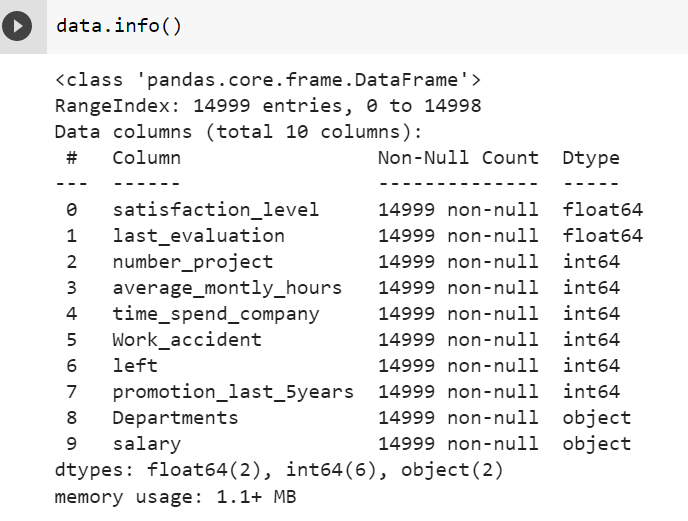 data.info()
<class 'pandas.core.frame.DataFrame'>
RangeIndex: 14999 entries, 0 to 14998
Data columns (total 10 columns):
 #   Column                 Non-Null Count  Dtype
---  ------                 --------------  -----
 0   satisfaction_level     14999 non-null  float64
 1   last_evaluation        14999 non-null  float64
 2   number_project         14999 non-null  int64
 3   average_montly_hours   14999 non-null  int64
 4   time_spend_company     14999 non-null  int64
 5   Work_accident          14999 non-null  int64
 6   left                   14999 non-null  int64
 7   promotion_last_5years  14999 non-null  int64
 8   Departments            14999 non-null  object
 9   salary                 14999 non-null  object
dtypes: float64(2), int64(6), object(2)
memory usage: 1.1+ MB